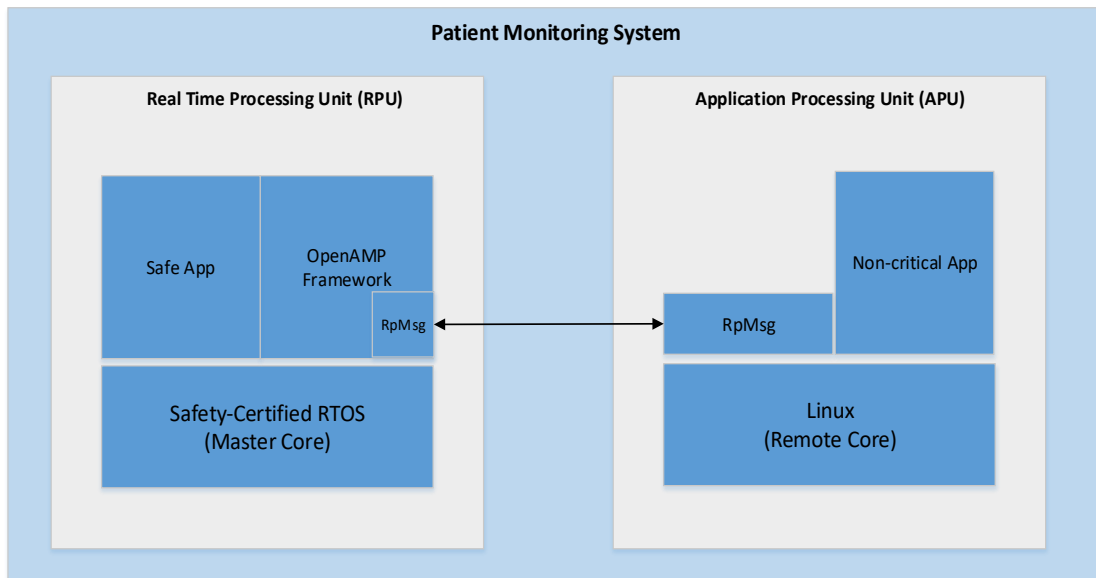 Patient Monitoring System
Real Time Processing Unit (RPU)
Safe App
OpenAMP
Framework
RpMsg
Safety-Certified RTOS
(Master Core)
Application Processing Unit (APU)
Non-critical App
RpMsg
Linux
(Remote Core)